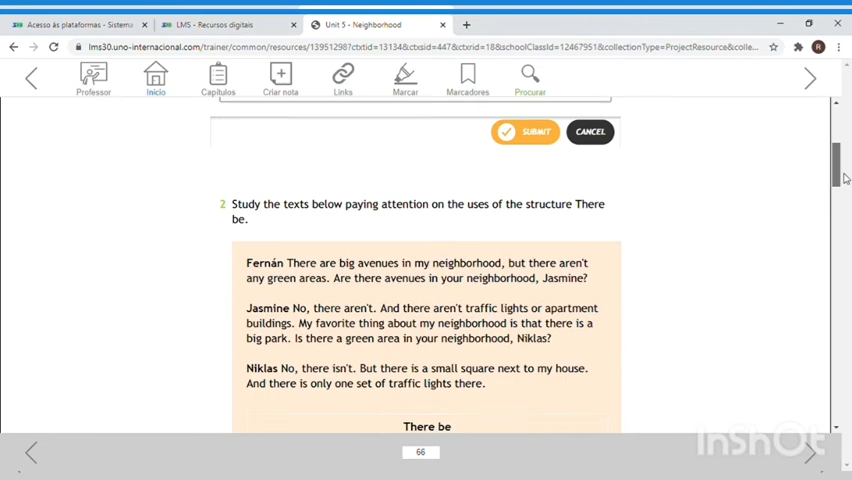 Acesso às plataformas - Sistema
LMS - Recursos digitais
Unit 5 - Neighborhood
lms30.uno-internacional.com/trainer/common/resources/13951298?ctxtid=13134&ctxsid=447&ctxrid=18&schoolClassId=12467951&collectionType=ProjectResource&colle...
R
Professor
Início
Capítulos
Criar nota
Links
Marcar
Marcadores
Procurar
SUBMIT
CANCEL
2 Study the texts below paying attention on the uses of the structure There
be.
Fernán There are big avenues in my neighborhood, but there aren't
any green areas. Are there avenues in your neighborhood, Jasmine?
Jasmine No, there aren't. And there aren't traffic lights or apartment
buildings. My favorite thing about my neighborhood is that there is a
big park. Is there a green area in your neighborhood, Niklas?
Niklas No, there isn't. But there is a small square next to my house.
And there is only one set of traffic lights there.
There be
66
InShOt